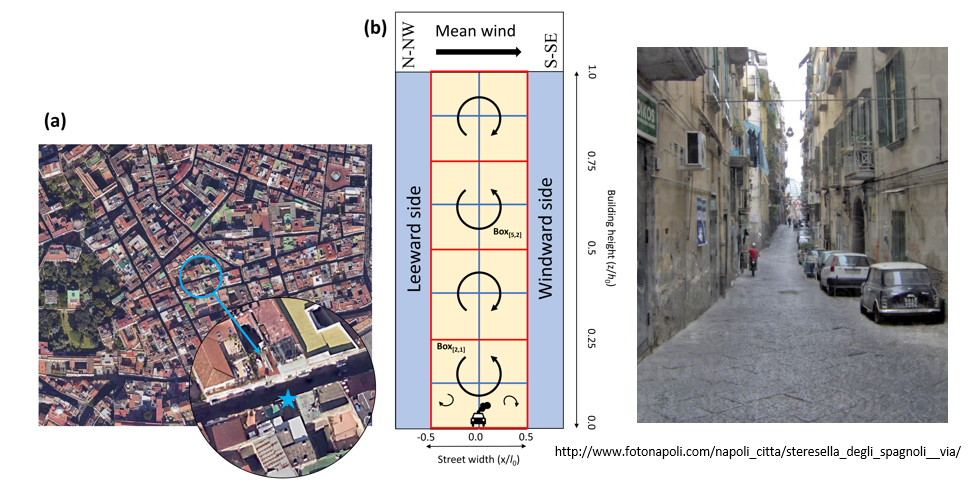 (a)
(b)
N-NW
Mean wind
S-SE
Leeward side
Windward side
Box[5,2]
Box[2,1]
1.0
0.75
0.5
0.25
0.0
Building height (z/h0)
-0.5
0.0
0.5
Street width (x/l0)
http://www.fotonapoli.com/napoli_citta/steresella_degli_spagnoli__via/